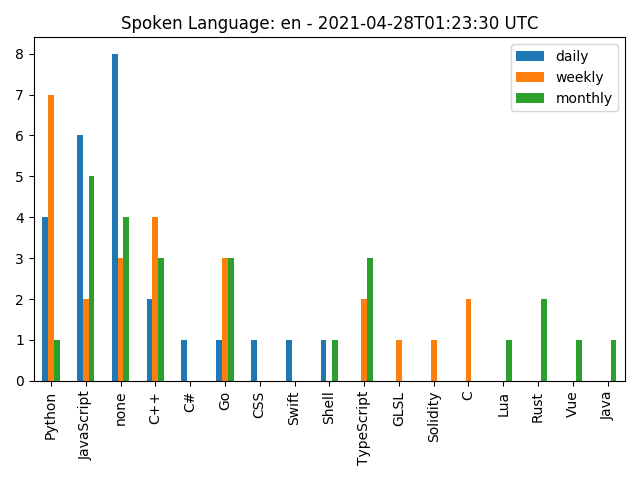 Spoken Language: en - 2021-04-28T01:23:30 UTC
daily
weekly
monthly
8
7
6
5
4
3
2
1
0
Python
JavaScript
none
C++
C#
Go
CSS
Swift
Shell
TypeScript
GLSL
Solidity
C
Lua
Rust
Vue
Java